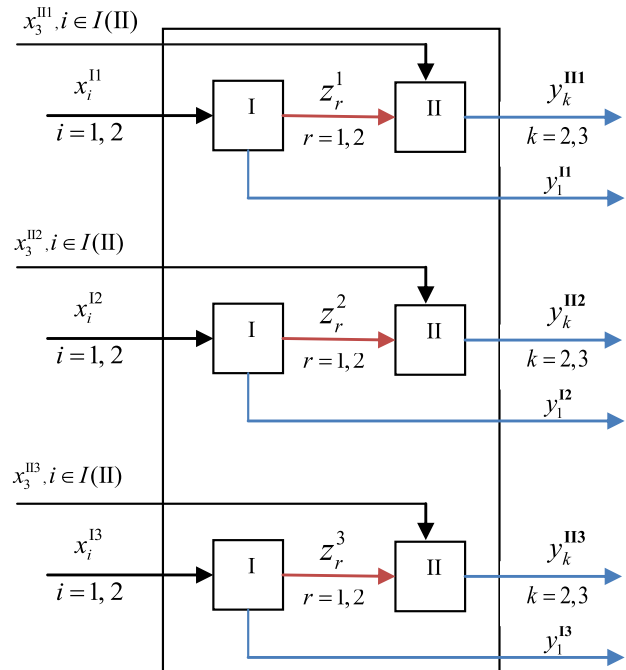 x_3^{II1}, i ∈ I(II)
x_i^{I1}
i = 1, 2
I
z_r^1
r = 1, 2
II
y_k^{II1}
k = 2, 3
y_1^{I1}
x_3^{II2}, i ∈ I(II)
x_i^{I2}
i = 1, 2
I
z_r^2
r = 1, 2
II
y_k^{II2}
k = 2, 3
y_1^{I2}
x_3^{II3}, i ∈ I(II)
x_i^{I3}
i = 1, 2
I
z_r^3
r = 1, 2
II
y_k^{II3}
k = 2, 3
y_1^{I3}